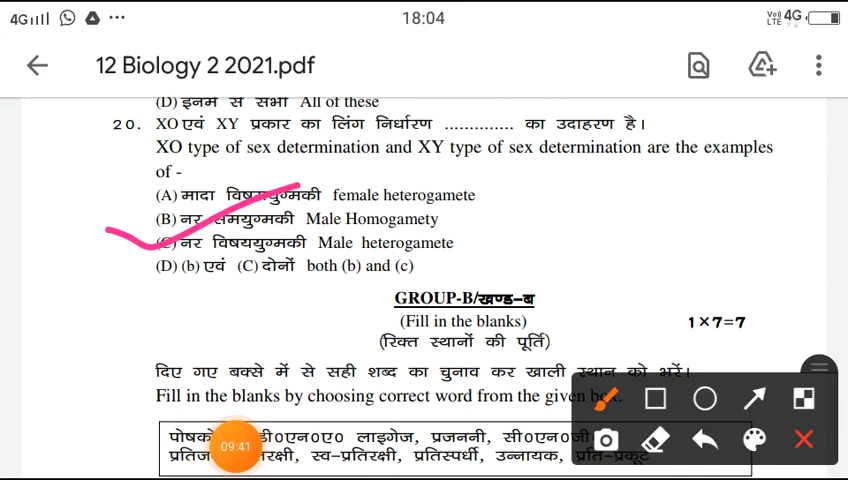 4G 18:04 VoI) LTE 4G
12 Biology 2 2021.pdf
(D) इनमें से सभी All of these
20. XO एवं XY प्रकार का लिंग निर्धारण .............. का उदाहरण है।
XO type of sex determination and XY type of sex determination are the examples
of -
(A) मादा विषमयुग्मकी female heterogamete
(B) नर समयुग्मकी Male Homogamety
(C) नर विषययुग्मकी Male heterogamete
(D) (b) एवं (C) दोनों both (b) and (c)
GROUP-B/खण्ड-ब
(Fill in the blanks) 1×7=7
(रिक्त स्थानों की पूर्ति)
दिए गए बक्से में से सही शब्द का चुनाव कर खाली स्थान को भरें।
Fill in the blanks by choosing correct word from the given box.
पोषको डी0एन0ए0 लाइगेज, प्रजननी, सी0एन0जी
स्व-प्रतिरक्षी, प्रतिस्पर्धी, उन्नायक, प्रति-प्रकूट
09:41